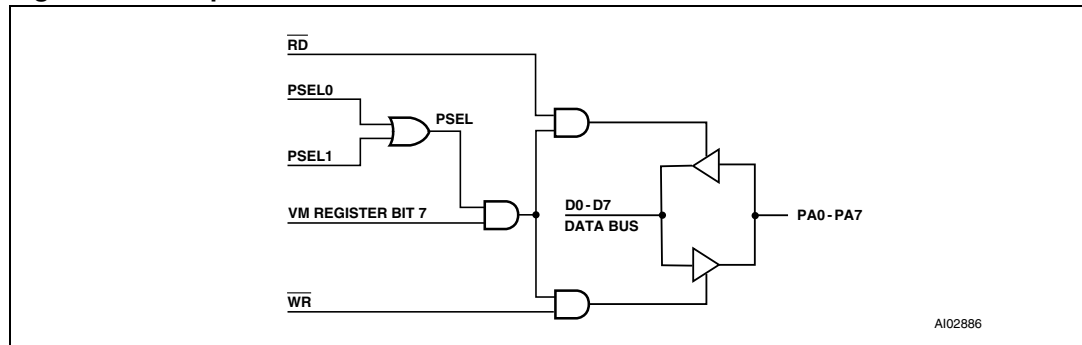 RD
PSEL0
PSEL
PSEL1
D0-D7
VM REGISTER BIT 7
PA0-PA7
DATA BUS
WR
AI02886